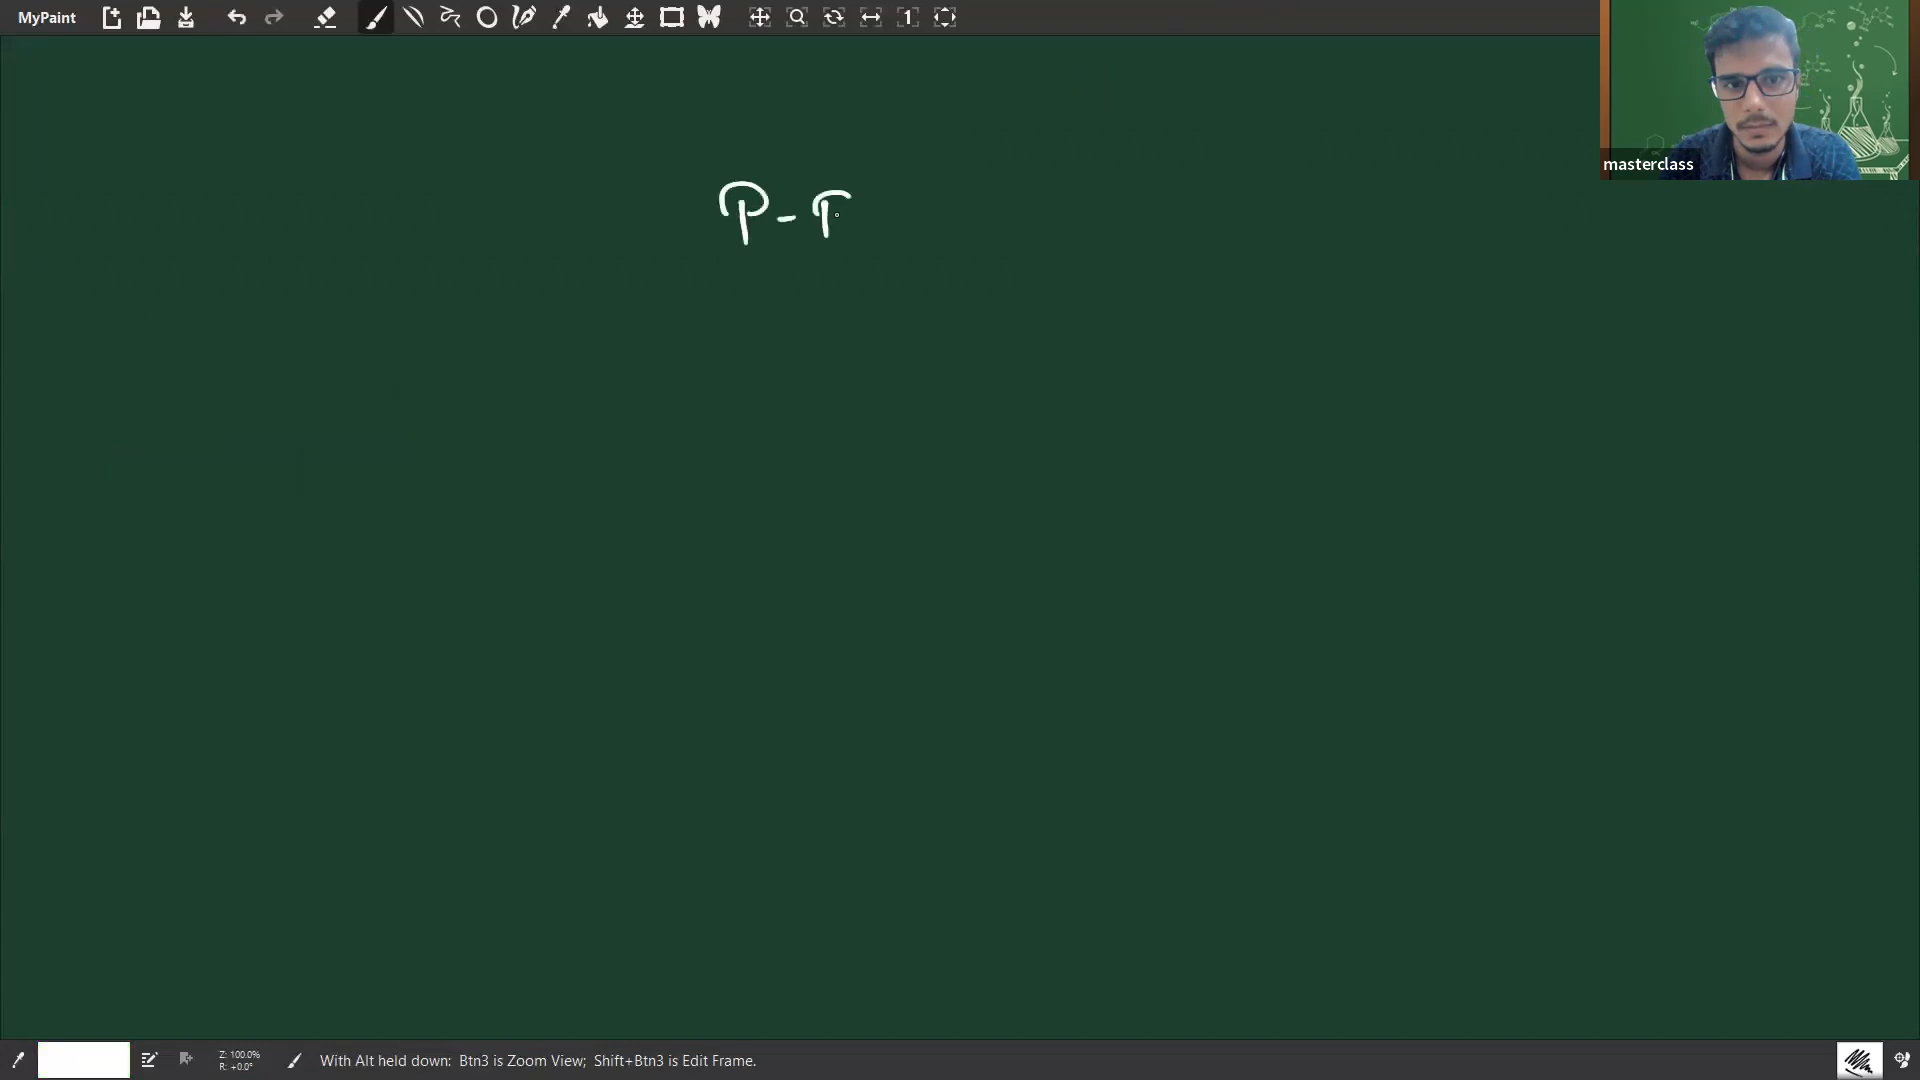 MyPaint
masterclass
P - F
Z: 100.0%
R: +0.0°
With Alt held down: Btn3 is Zoom View; Shift+Btn3 is Edit Frame.